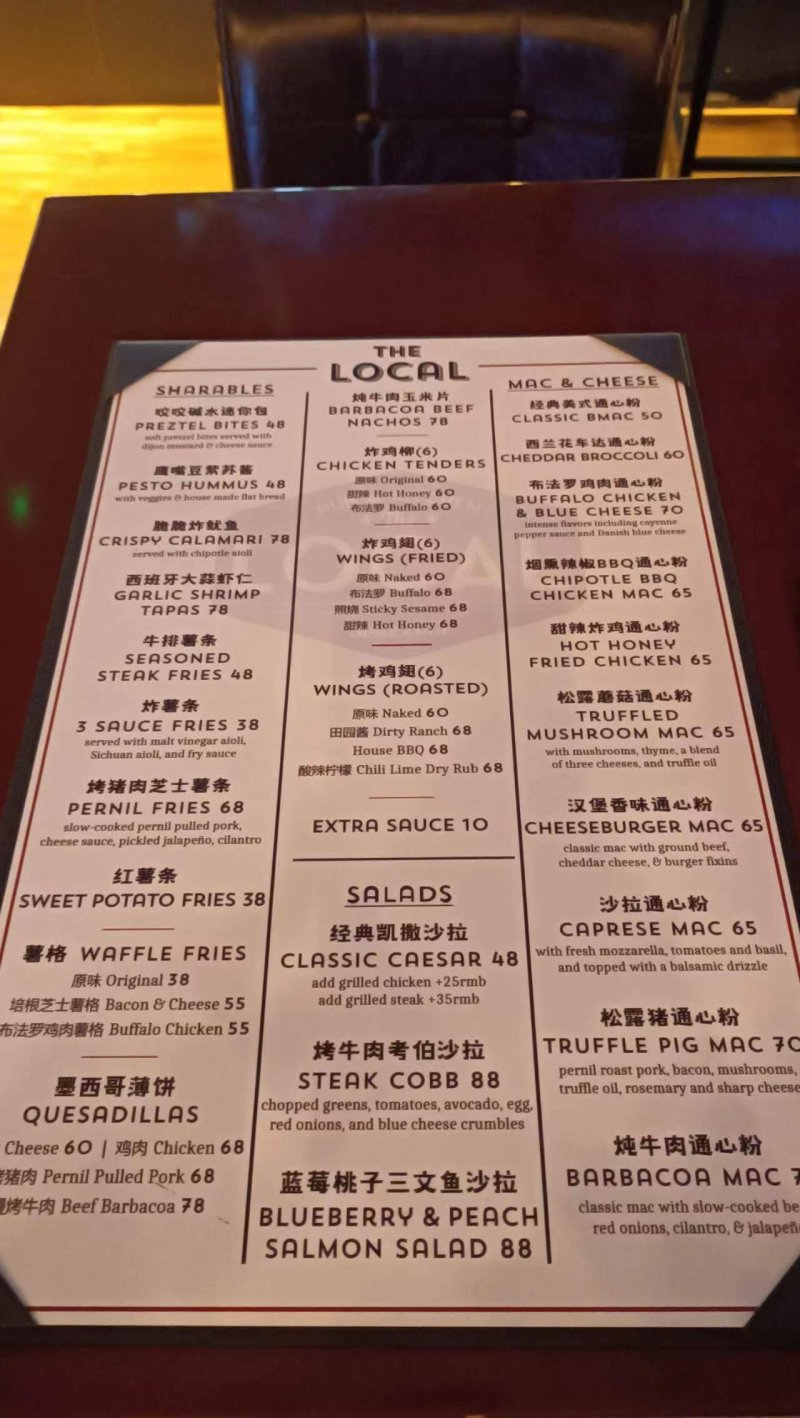 THE
LOCAL
SHARABLES
咬咬碱水迷你包
PREZTEL BITES 48
soft pretzel bites served with
dijon mustard & cheese sauce
鹰嘴豆紫苏酱
PESTO HUMMUS 48
with veggies & house made flat bread
脆脆炸鱿鱼
CRISPY CALAMARI 78
served with chipotle aioli
西班牙大蒜虾仁
GARLIC SHRIMP
TAPAS 78
牛排薯条
SEASONED
STEAK FRIES 48
炸薯条
3 SAUCE FRIES 38
served with malt vinegar aioli,
Sichuan aioli, and fry sauce
烤猪肉芝士薯条
PERNIL FRIES 68
slow-cooked pernil pulled pork,
cheese sauce, pickled jalapeño, cilantro
红薯条
SWEET POTATO FRIES 38
薯格 WAFFLE FRIES
原味 Original 38
培根芝士薯格 Bacon & Cheese 55
布法罗鸡肉薯格 Buffalo Chicken 55
墨西哥薄饼
QUESADILLAS
Cheese 60 | 鸡肉 Chicken 68
猪肉 Pernil Pulled Pork 68
烤牛肉 Beef Barbacoa 78
炖牛肉玉米片
BARBACOA BEEF
NACHOS 78
炸鸡柳(6)
CHICKEN TENDERS
原味 Original 60
甜辣 Hot Honey 60
布法罗 Buffalo 60
炸鸡翅(6)
WINGS (FRIED)
原味 Naked 60
布法罗 Buffalo 68
照烧 Sticky Sesame 68
甜辣 Hot Honey 68
烤鸡翅(6)
WINGS (ROASTED)
原味 Naked 60
田园酱 Dirty Ranch 68
House BBQ 68
酸辣柠檬 Chili Lime Dry Rub 68
EXTRA SAUCE 10
SALADS
经典凯撒沙拉
CLASSIC CAESAR 48
add grilled chicken +25rmb
add grilled steak +35rmb
烤牛肉考伯沙拉
STEAK COBB 88
chopped greens, tomatoes, avocado, egg,
red onions, and blue cheese crumbles
蓝莓桃子三文鱼沙拉
BLUEBERRY & PEACH
SALMON SALAD 88
MAC & CHEESE
经典美式通心粉
CLASSIC BMAC 50
西兰花车达通心粉
CHEDDAR BROCCOLI 60
布法罗鸡肉通心粉
BUFFALO CHICKEN
& BLUE CHEESE 70
intense flavors including cayenne
pepper sauce and Danish blue cheese
烟熏辣椒BBQ通心粉
CHIPOTLE BBQ
CHICKEN MAC 65
甜辣炸鸡通心粉
HOT HONEY
FRIED CHICKEN 65
松露蘑菇通心粉
TRUFFLED
MUSHROOM MAC 65
with mushrooms, thyme, a blend
of three cheeses, and truffle oil
汉堡香味通心粉
CHEESEBURGER MAC 65
classic mac with ground beef,
cheddar cheese, & burger fixins
沙拉通心粉
CAPRESE MAC 65
with fresh mozzarella, tomatoes and basil,
and topped with a balsamic drizzle
松露猪通心粉
TRUFFLE PIG MAC 70
pernil roast pork, bacon, mushrooms,
truffle oil, rosemary and sharp cheese
炖牛肉通心粉
BARBACOA MAC
classic mac with slow-cooked
red onions, cilantro, &